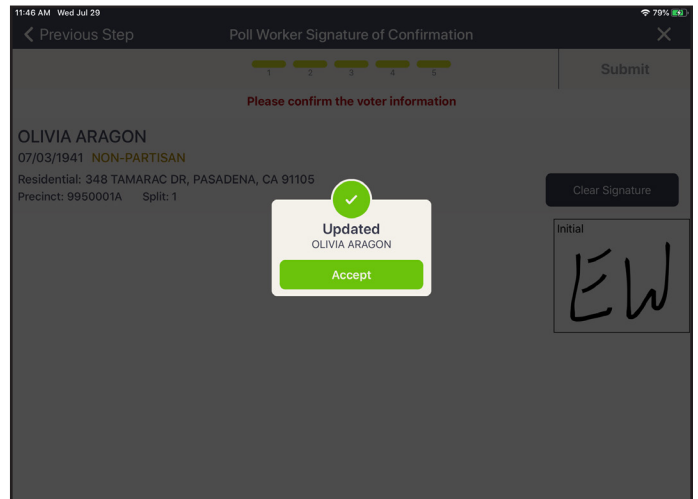 11:46 AM Wed Jul 29 79%
Previous Step Poll Worker Signature of Confirmation
1 2 3 4 5 Submit
Please confirm the voter information
OLIVIA ARAGON
07/03/1941 NON-PARTISAN
Residential: 348 TAMARAC DR, PASADENA, CA 91105
Precinct: 9950001A Split: 1
Clear Signature
Updated
OLIVIA ARAGON
Accept
Initial
EW